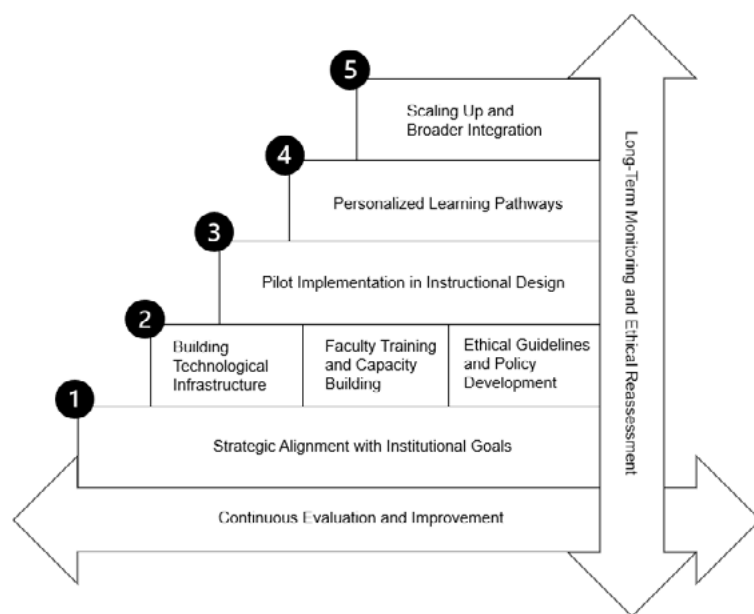 5
Scaling Up and
Broader Integration
4
Personalized Learning Pathways
3
Pilot Implementation in Instructional Design
2
Building
Technological
Infrastructure
Faculty Training
and Capacity
Building
Ethical Guidelines
and Policy
Development
1
Strategic Alignment with Institutional Goals
Continuous Evaluation and Improvement
Long-Term Monitoring and Ethical Reassessment